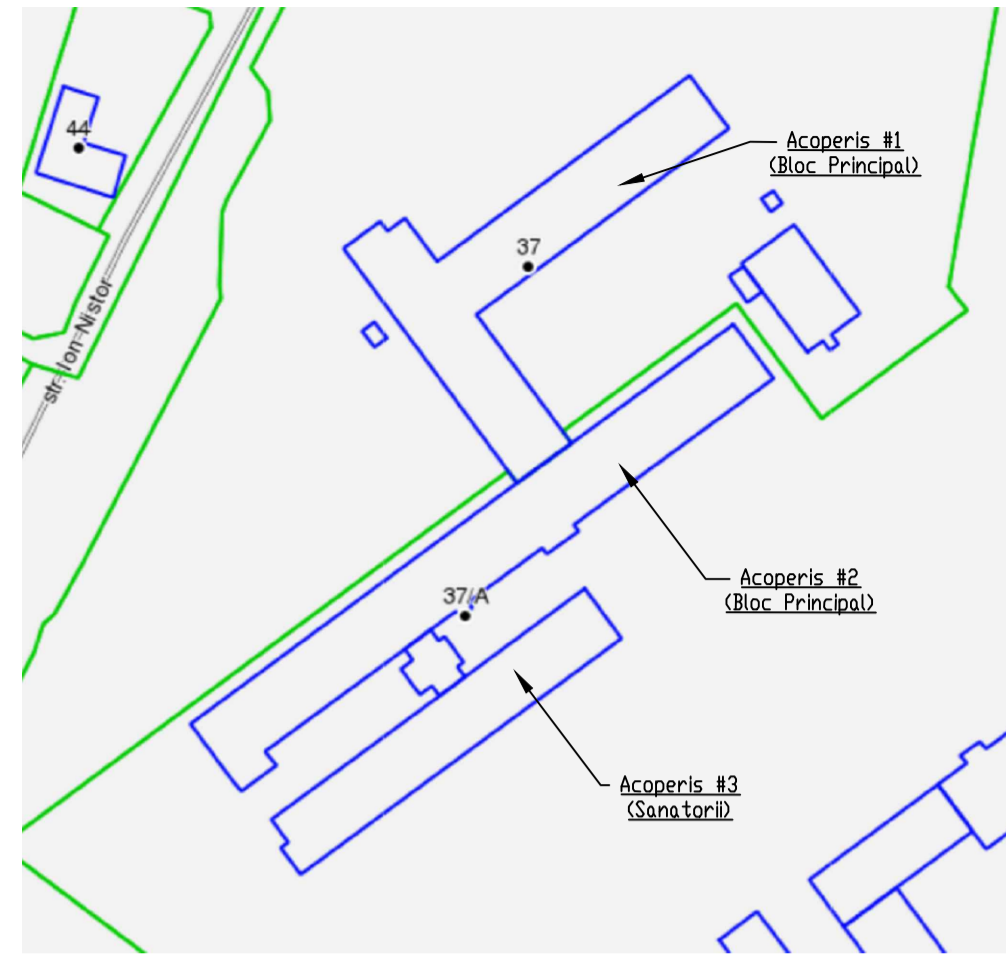 44
Acoperis #1
(Bloc Principal)
37
str. Ion Nistor
Acoperis #2
(Bloc Principal)
37/A
Acoperis #3
(Sanatorii)